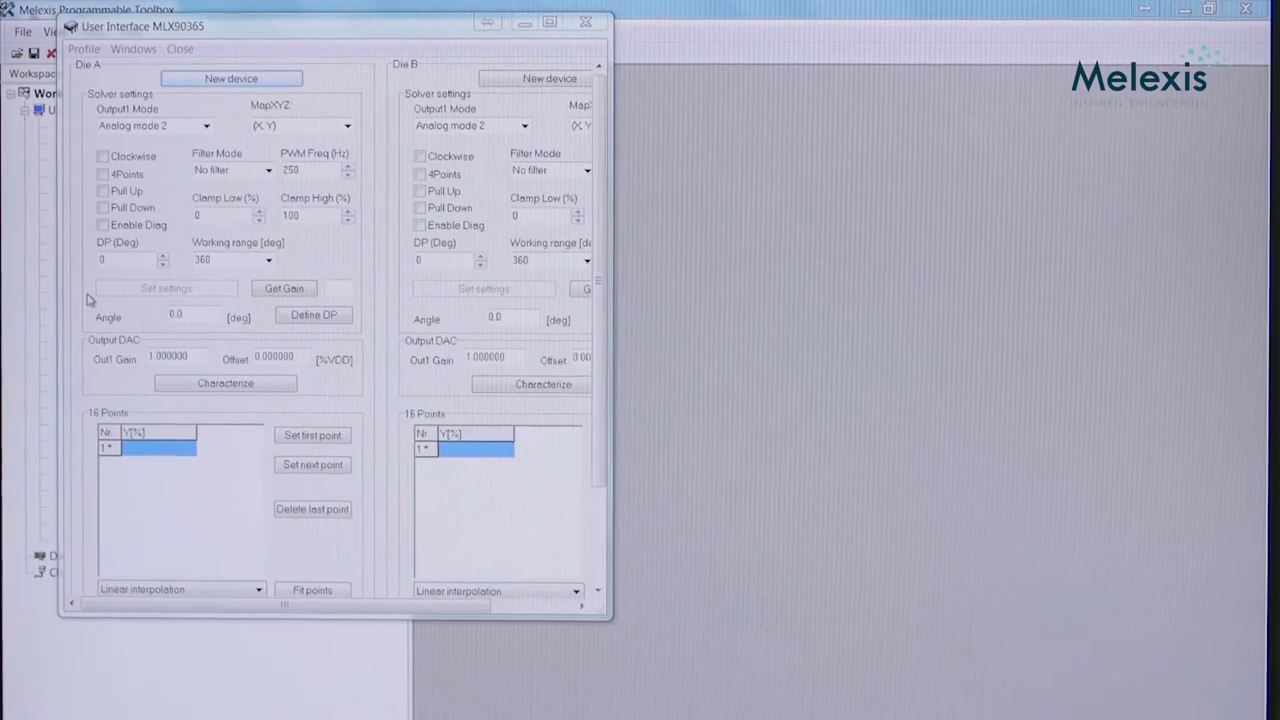 Melexis Programmable Toolbox
User Interface MLX90365
File
Profile Windows Close
Melexis
INSPIRED ENGINEERING
Die A
New device
Solver settings
Output1 Mode
MapXYZ:
Analog mode 2
(X Y)
Clockwise
4Points
Pull Up
Pull Down
Enable Diag
Filter Mode
PWM Freq (Hz)
No filter
250
Clamp Low (%)
Clamp High (%)
0
100
DP (Deg)
Working range [deg]
0
360
Set settings
Get Gain
Angle
0.0
[deg]
Define DP
Output DAC
Out1 Gain
1.000000
Offset
0.000000
[%VDD]
Characterize
16 Points
Nr.
Y[%]
1 *
Set first point
Set next point
Delete last point
Linear interpolation
Fit points
Die B
New device
Solver settings
Output1 Mode
Analog mode 2
(X Y
Clockwise
4Points
Pull Up
Pull Down
Enable Diag
Filter Mode
No filter
Clamp Low (%)
0
DP (Deg)
Working range [de
0
360
Set settings
G
Angle
0.0
[deg]
Output DAC
Out1 Gain
1.000000
Offset
0.00
Characterize
16 Points
Nr.
Y[%]
1 *
Linear interpolation